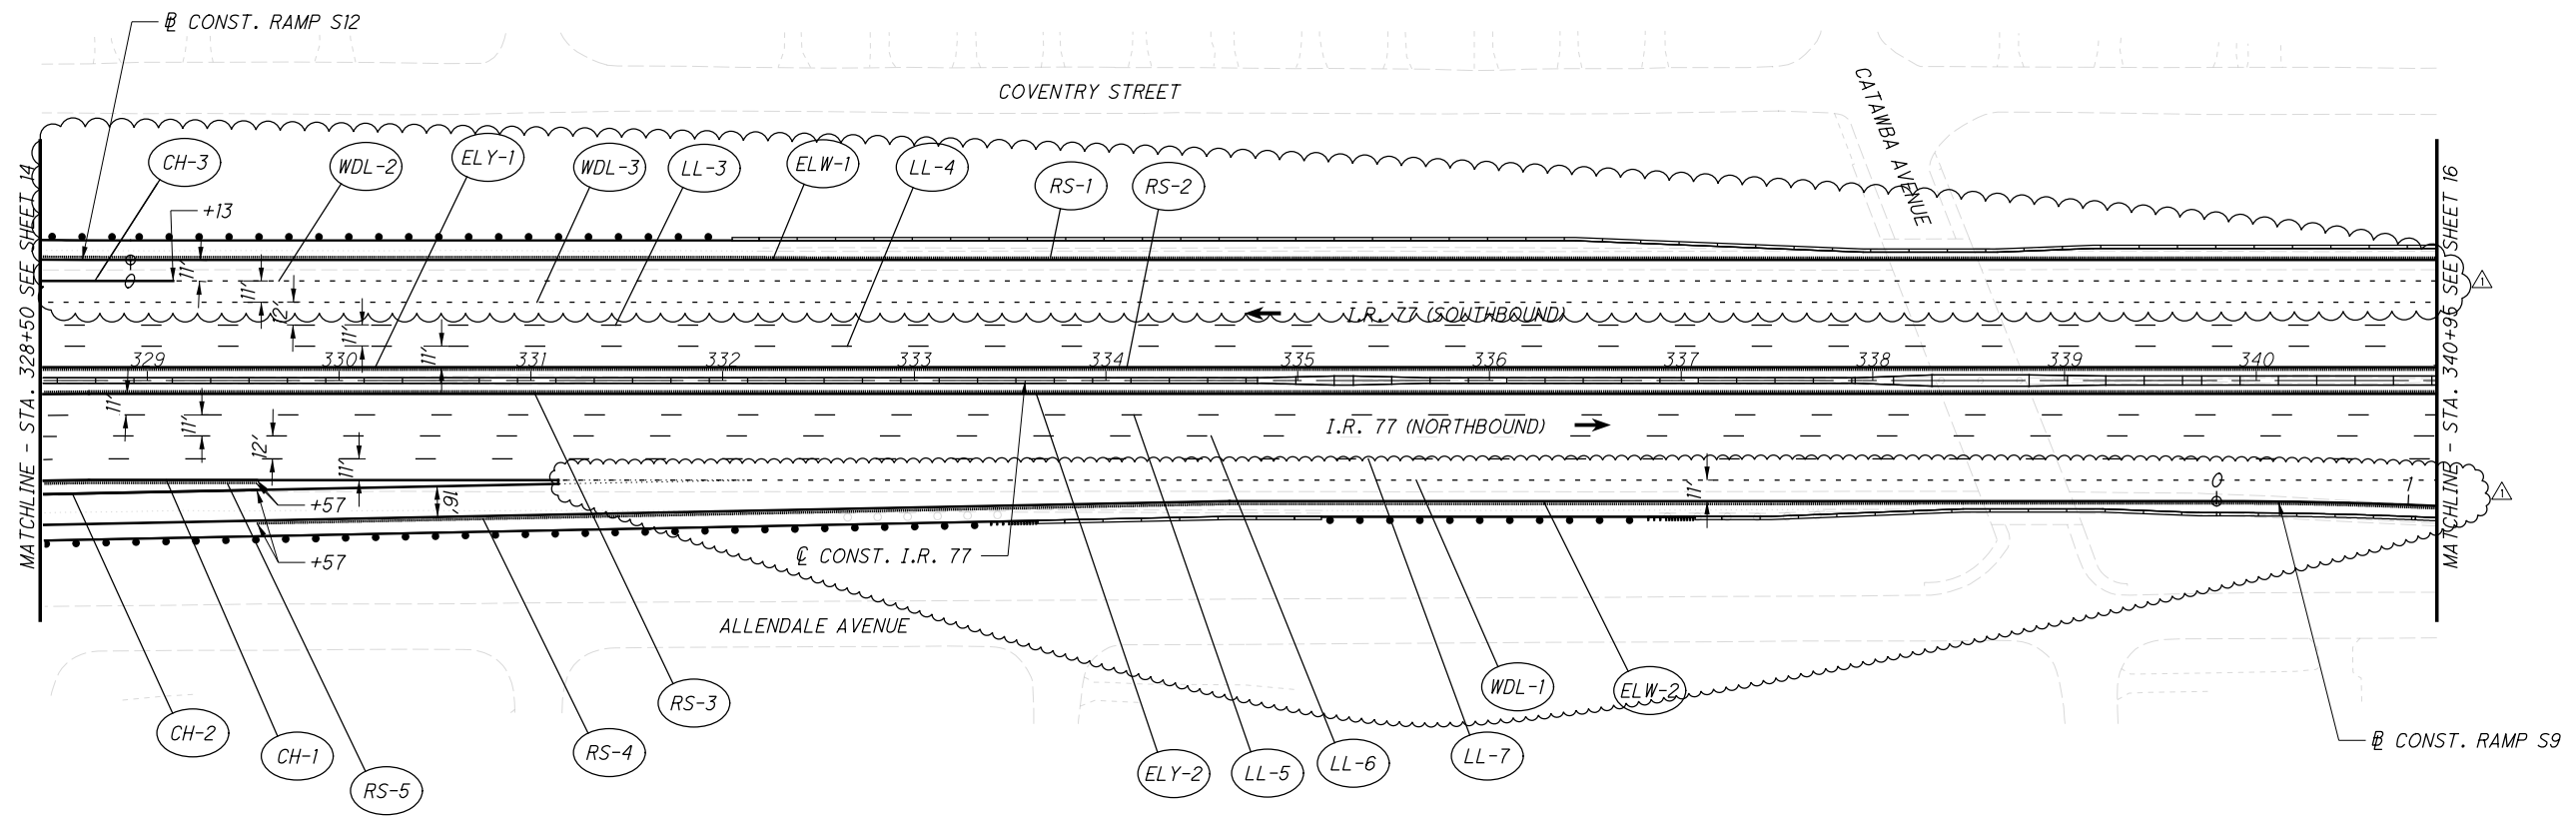 ℄ CONST. RAMP S12
COVENTRY STREET
CATAWBA AVENUE
CH-3
WDL-2
ELY-1
WDL-3
LL-3
ELW-1
LL-4
RS-1
RS-2
+13
MATCHLINE - STA. 328+50 SEE SHEET 14
MATCHLINE - STA. 340+95 SEE SHEET 16
0
11'
11'
12'
11'
11'
1
I.R. 77 (SOUTHBOUND)
329
330
331
332
333
334
335
336
337
338
339
340
11'
11'
12'
11'
I.R. 77 (NORTHBOUND)
+57
16'
11'
0
1
1
℄ CONST. I.R. 77
+57
ALLENDALE AVENUE
CH-2
CH-1
RS-5
RS-4
RS-3
ELY-2
LL-5
LL-6
LL-7
WDL-1
ELW-2
℄ CONST. RAMP S9